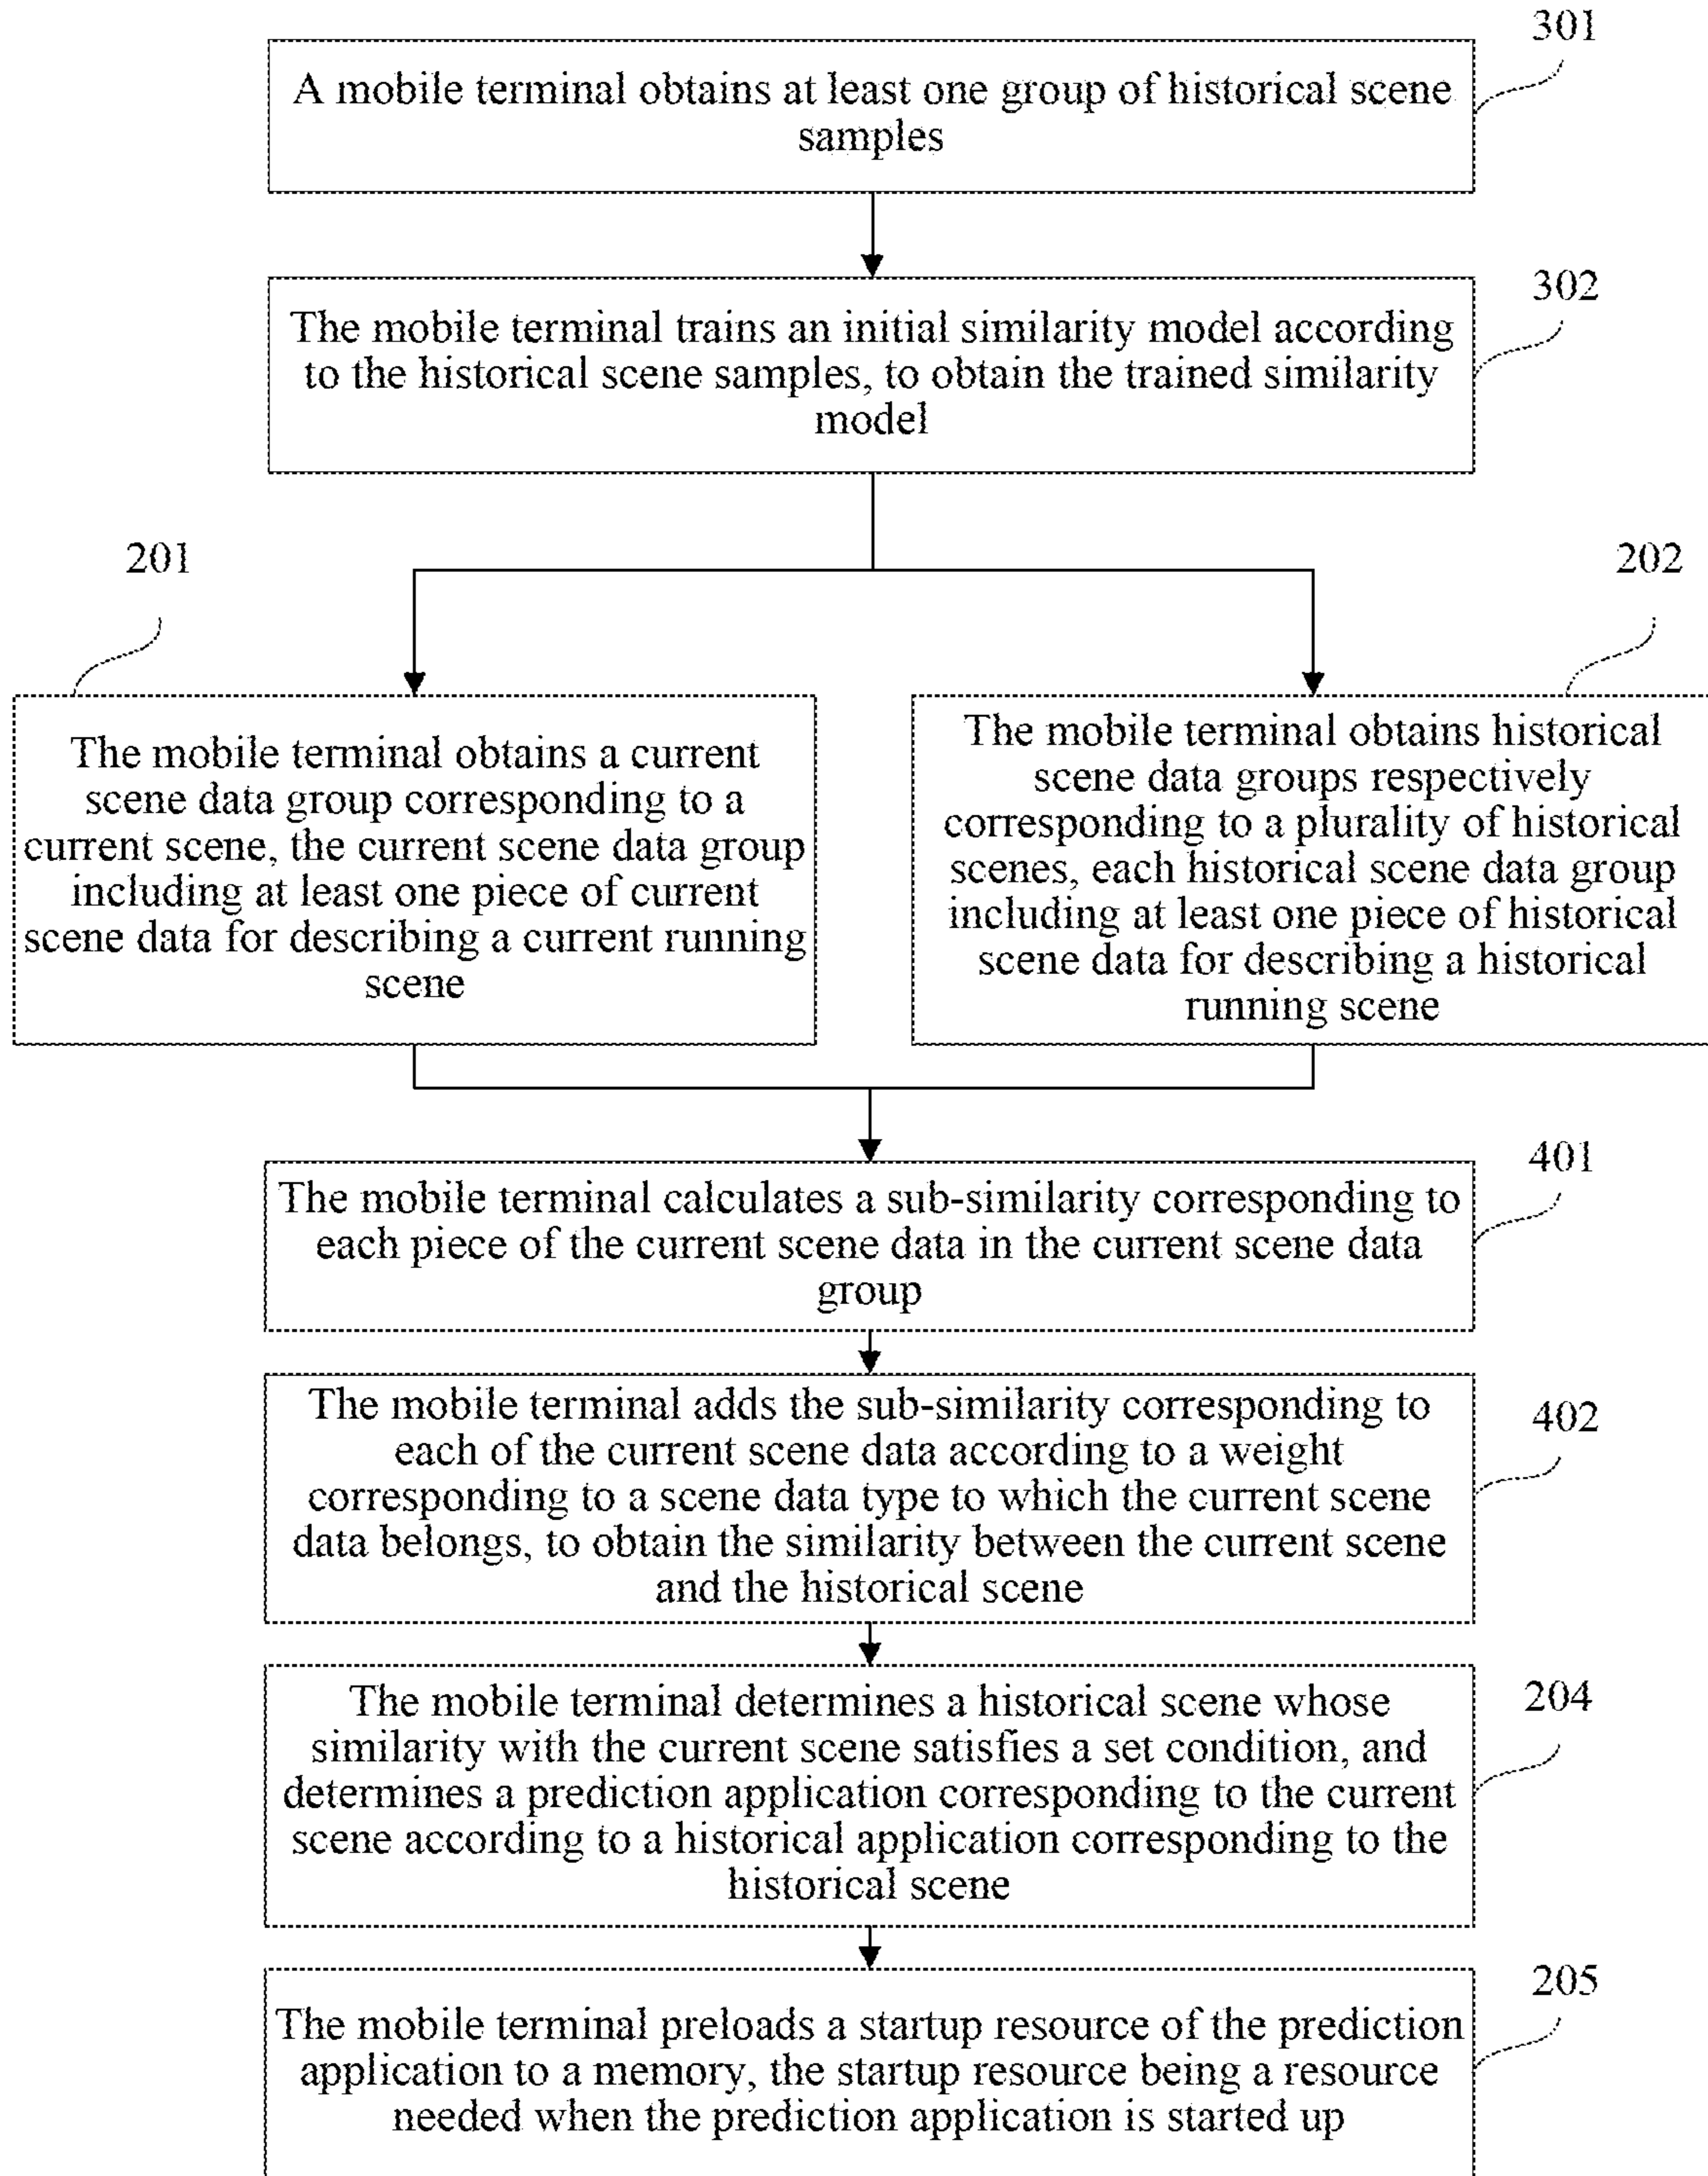 301
A mobile terminal obtains at least one group of historical scene
samples
302
The mobile terminal trains an initial similarity model according
to the historical scene samples, to obtain the trained similarity
model
201
202
The mobile terminal obtains a current
scene data group corresponding to a
current scene, the current scene data group
including at least one piece of current
scene data for describing a current running
scene
The mobile terminal obtains historical
scene data groups respectively
corresponding to a plurality of historical
scenes, each historical scene data group
including at least one piece of historical
scene data for describing a historical
running scene
401
The mobile terminal calculates a sub-similarity corresponding to
each piece of the current scene data in the current scene data
group
402
The mobile terminal adds the sub-similarity corresponding to
each of the current scene data according to a weight
corresponding to a scene data type to which the current scene
data belongs, to obtain the similarity between the current scene
and the historical scene
204
The mobile terminal determines a historical scene whose
similarity with the current scene satisfies a set condition, and
determines a prediction application corresponding to the current
scene according to a historical application corresponding to the
historical scene
205
The mobile terminal preloads a startup resource of the prediction
application to a memory, the startup resource being a resource
needed when the prediction application is started up